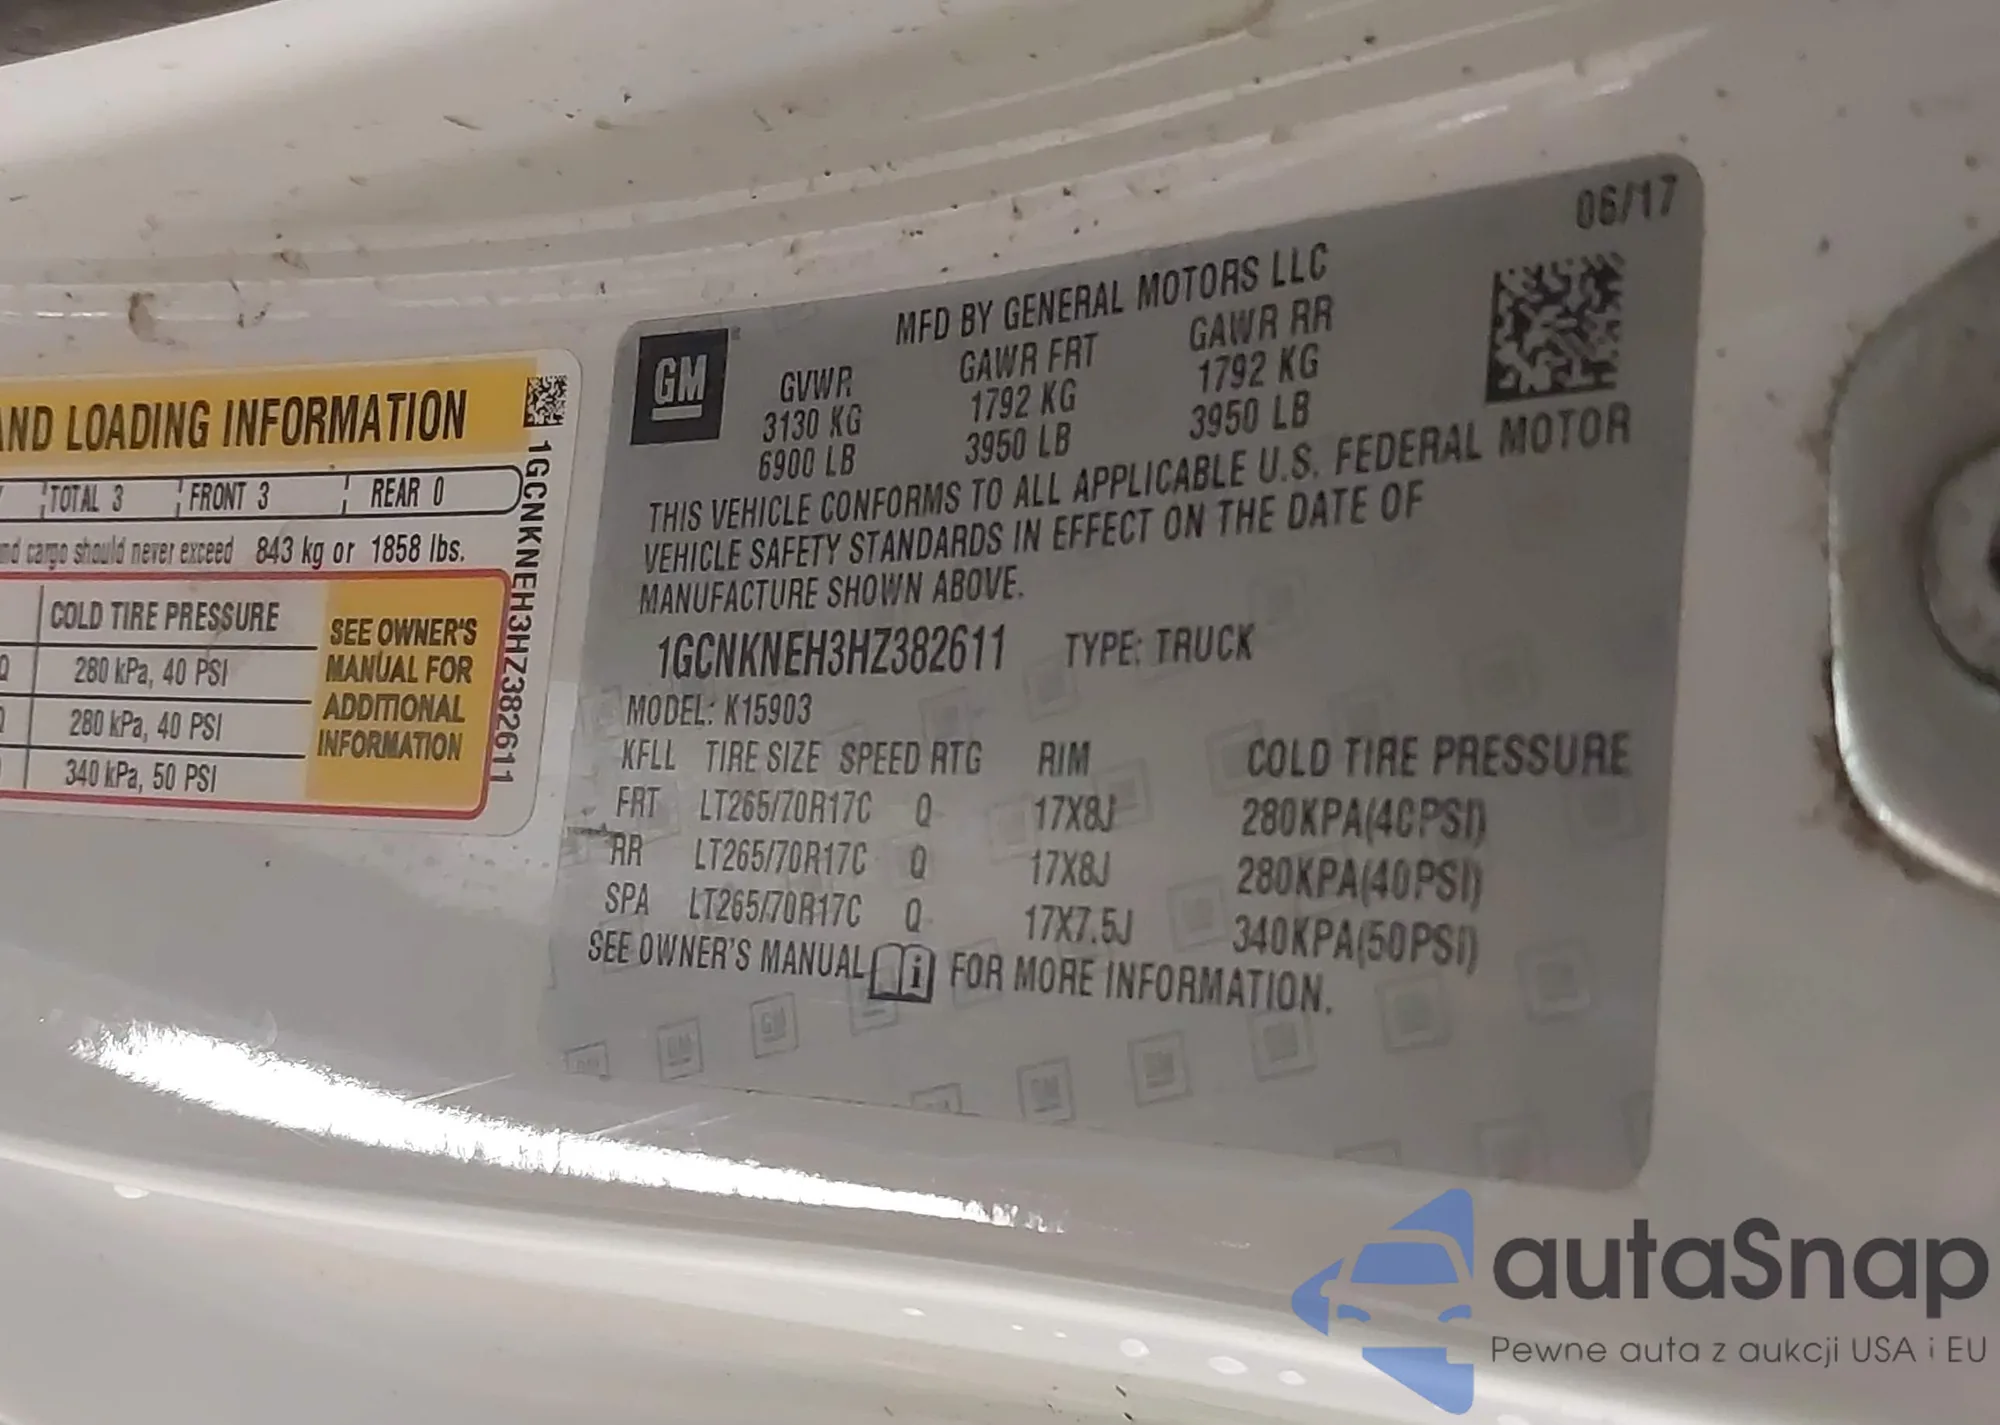 AND LOADING INFORMATION
TOTAL 3 FRONT 3 REAR 0
cargo should never exceed 843 kg or 1858 lbs.
COLD TIRE PRESSURE
280 kPa, 40 PSI
280 kPa, 40 PSI
340 kPa, 50 PSI
SEE OWNER'S
MANUAL FOR
ADDITIONAL
INFORMATION
1GCNKNEH3HZ382611
06/17
GM
MFD BY GENERAL MOTORS LLC
GVWR GAWR FRT GAWR RR
3130 KG 1792 KG 1792 KG
6900 LB 3950 LB 3950 LB
THIS VEHICLE CONFORMS TO ALL APPLICABLE U.S. FEDERAL MOTOR
VEHICLE SAFETY STANDARDS IN EFFECT ON THE DATE OF
MANUFACTURE SHOWN ABOVE.
1GCNKNEH3HZ382611 TYPE: TRUCK
MODEL: K15903
KFLL TIRE SIZE SPEED RTG RIM COLD TIRE PRESSURE
FRT LT265/70R17C Q 17X8J 280KPA(40PSI)
RR LT265/70R17C Q 17X8J 280KPA(40PSI)
SPA LT265/70R17C Q 17X7.5J 340KPA(50PSI)
SEE OWNER'S MANUAL i FOR MORE INFORMATION.
autaSnap
Pewne auta z aukcji USA i EU